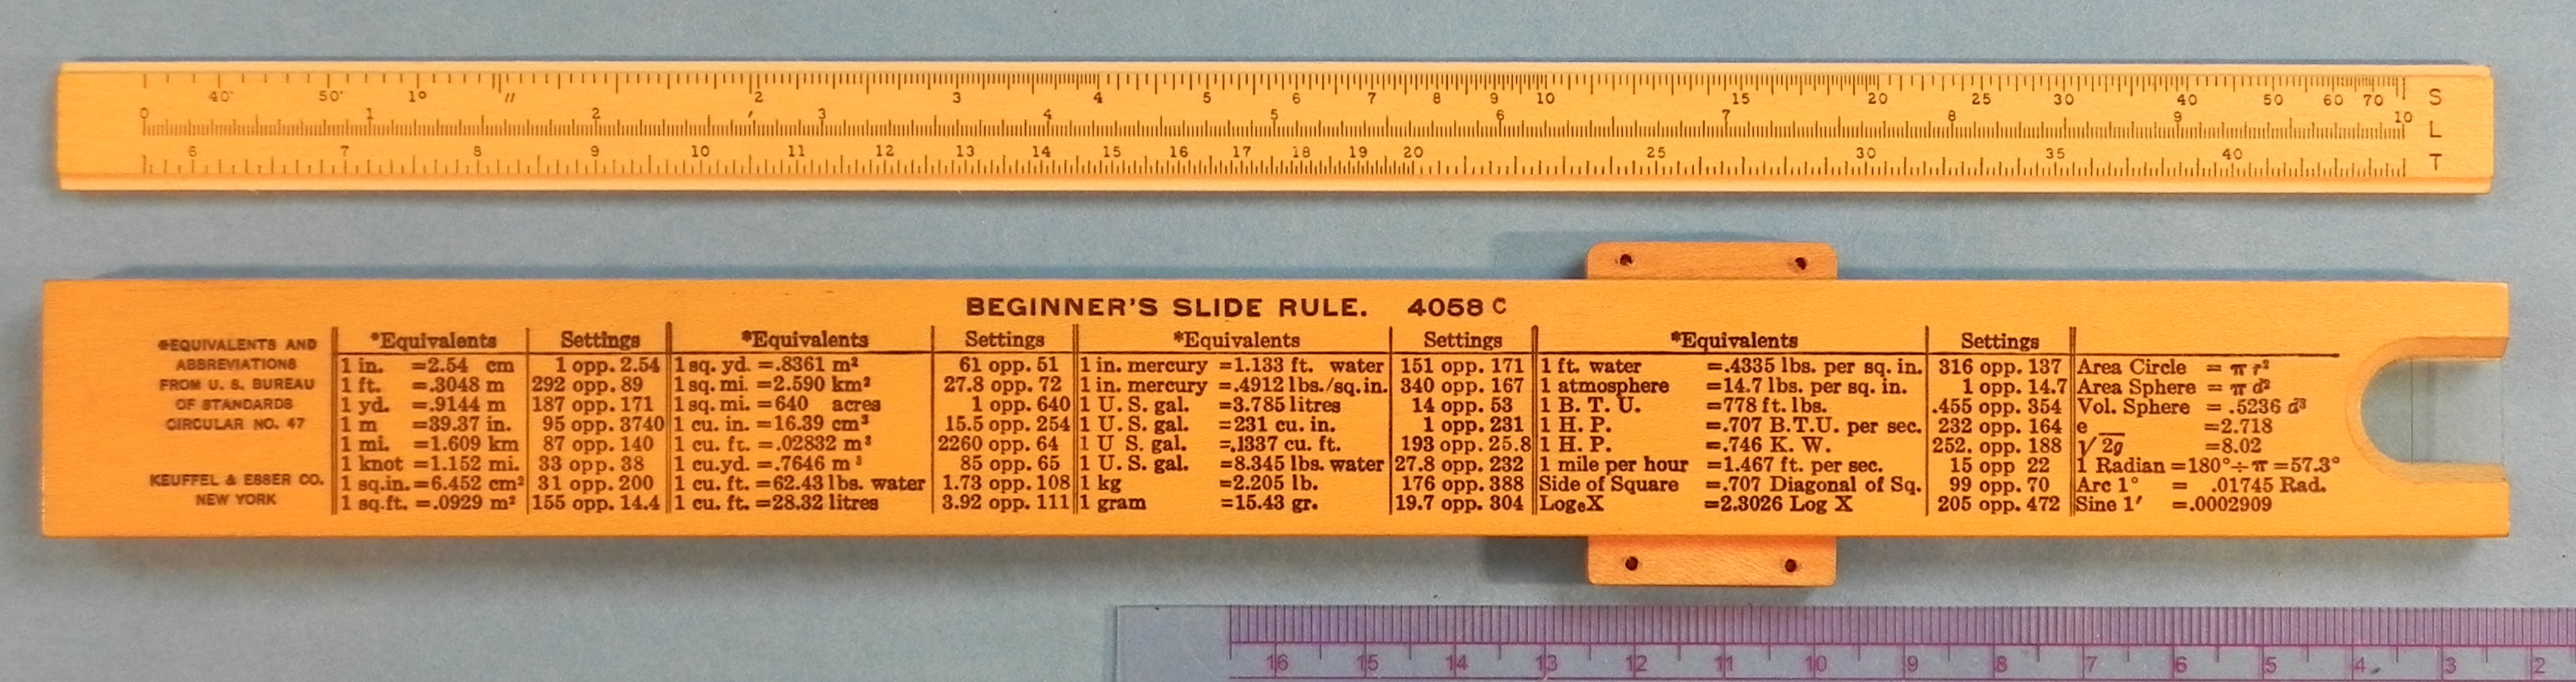 40' 50' 1° // 2 3 4 5 6 7 8 9 10 15 20 25 30 40 50 60 70 S
0 1 2 ′ 3 4 5 6 7 8 9 10 L
6 7 8 9 10 11 12 13 14 15 16 17 18 19 20 25 30 35 40 T
BEGINNER'S SLIDE RULE. 4058 C
*EQUIVALENTS AND
ABBREVIATIONS
FROM U. S. BUREAU
OF STANDARDS
CIRCULAR NO. 47
KEUFFEL & ESSER CO.
NEW YORK
*Equivalents Settings
1 in. =2.54 cm 1 opp. 2.54
1 ft. =.3048 m 292 opp. 89
1 yd. =.9144 m 187 opp. 171
1 m =39.37 in. 95 opp. 3740
1 mi. =1.609 km 87 opp. 140
1 knot =1.152 mi. 33 opp. 38
1 sq.in.=6.452 cm² 31 opp. 200
1 sq.ft. =.0929 m² 155 opp. 14.4
*Equivalents Settings
1 sq. yd. =.8361 m² 61 opp. 51
1 sq. mi. =2.590 km² 27.8 opp. 72
1 sq. mi. =640 acres 1 opp. 640
1 cu. in. =16.39 cm³ 15.5 opp. 254
1 cu. ft. =.02832 m³ 2260 opp. 64
1 cu.yd. =.7646 m³ 85 opp. 65
1 cu. ft. =62.43 lbs. water 1.73 opp. 108
1 cu. ft. =28.32 litres 3.92 opp. 111
*Equivalents Settings
1 in. mercury =1.133 ft. water 151 opp. 171
1 in. mercury =.4912 lbs./sq.in. 340 opp. 167
1 U. S. gal. =3.785 litres 14 opp. 53
1 U. S. gal. =231 cu. in. 1 opp. 231
1 U S. gal. =.1337 cu. ft. 193 opp. 25.8
1 U. S. gal. =8.345 lbs. water 27.8 opp. 232
1 kg =2.205 lb. 176 opp. 388
1 gram =15.43 gr. 19.7 opp. 304
*Equivalents Settings
1 ft. water =.4335 lbs. per sq. in. 316 opp. 137
1 atmosphere =14.7 lbs. per sq. in. 1 opp. 14.7
1 B. T. U. =778 ft. lbs. .455 opp. 354
1 H. P. =.707 B.T.U. per sec. 232 opp. 164
1 H. P. =.746 K. W. 252. opp. 188
1 mile per hour =1.467 ft. per sec. 15 opp 22
Side of Square =.707 Diagonal of Sq. 99 opp. 70
LogₑX =2.3026 Log X 205 opp. 472
Area Circle = π r²
Area Sphere = π d²
Vol. Sphere = .5236 d³
e =2.718
√2g =8.02
1 Radian =180°÷π=57.3°
Arc 1° = .01745 Rad.
Sine 1′ =.0002909
16 15 14 13 12 11 10 9 8 7 6 5 4 3 2